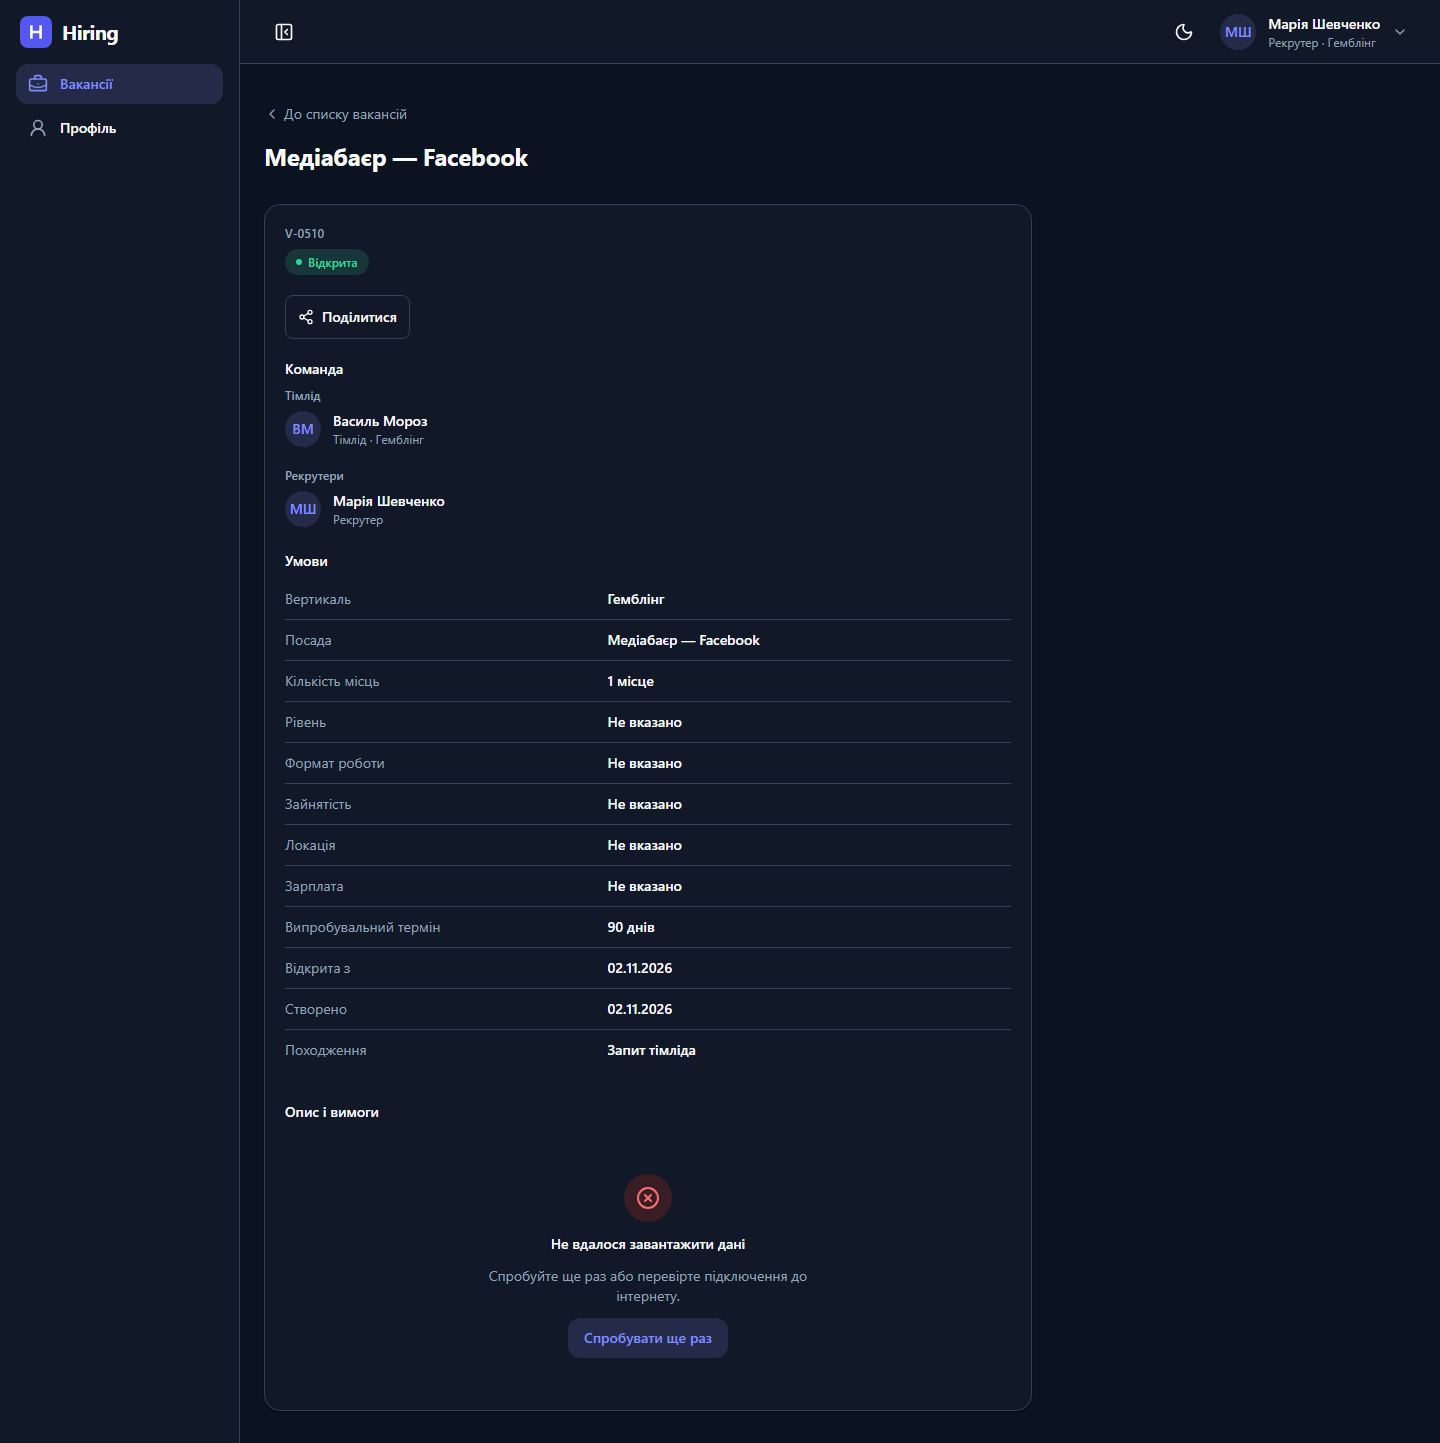 H Hiring
Вакансії
Профіль
МШ
Марія Шевченко
Рекрутер · Гемблінг
До списку вакансій
Медіабаєр — Facebook
V-0510
Відкрита
Поділитися
Команда
Тімлід
ВМ
Василь Мороз
Тімлід · Гемблінг
Рекрутери
МШ
Марія Шевченко
Рекрутер
Умови
Вертикаль Гемблінг
Посада Медіабаєр — Facebook
Кількість місць 1 місце
Рівень Не вказано
Формат роботи Не вказано
Зайнятість Не вказано
Локація Не вказано
Зарплата Не вказано
Випробувальний термін 90 днів
Відкрита з 02.11.2026
Створено 02.11.2026
Походження Запит тімліда
Опис і вимоги
Не вдалося завантажити дані
Спробуйте ще раз або перевірте підключення до
інтернету.
Спробувати ще раз